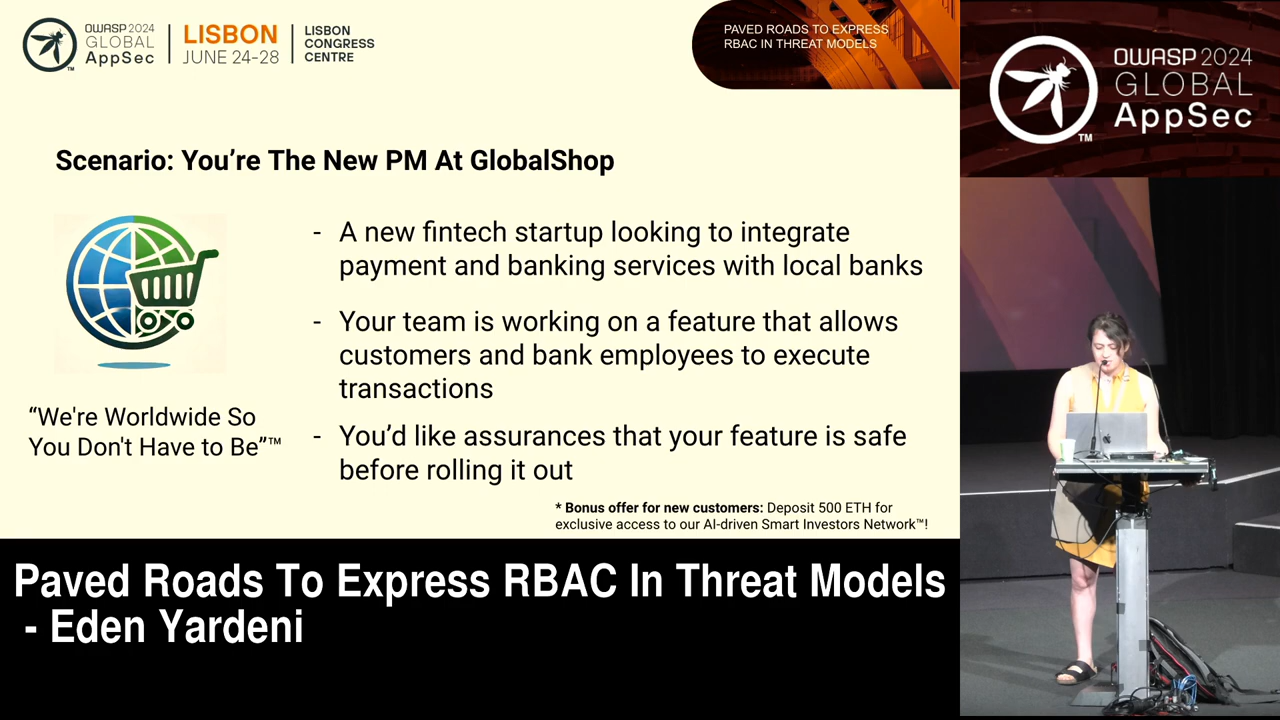 OWASP 2024
GLOBAL
AppSec
TM
LISBON
JUNE 24-28
LISBON
CONGRESS
CENTRE
PAVED ROADS TO EXPRESS
RBAC IN THREAT MODELS
OWASP 2024
GLOBAL
AppSec
TM
Scenario: You're The New PM At GlobalShop
- A new fintech startup looking to integrate
payment and banking services with local banks
- Your team is working on a feature that allows
customers and bank employees to execute
transactions
- You'd like assurances that your feature is safe
before rolling it out
“We're Worldwide So
You Don't Have to Be”™
* Bonus offer for new customers: Deposit 500 ETH for
exclusive access to our AI-driven Smart Investors Network™!
Paved Roads To Express RBAC In Threat Models
- Eden Yardeni